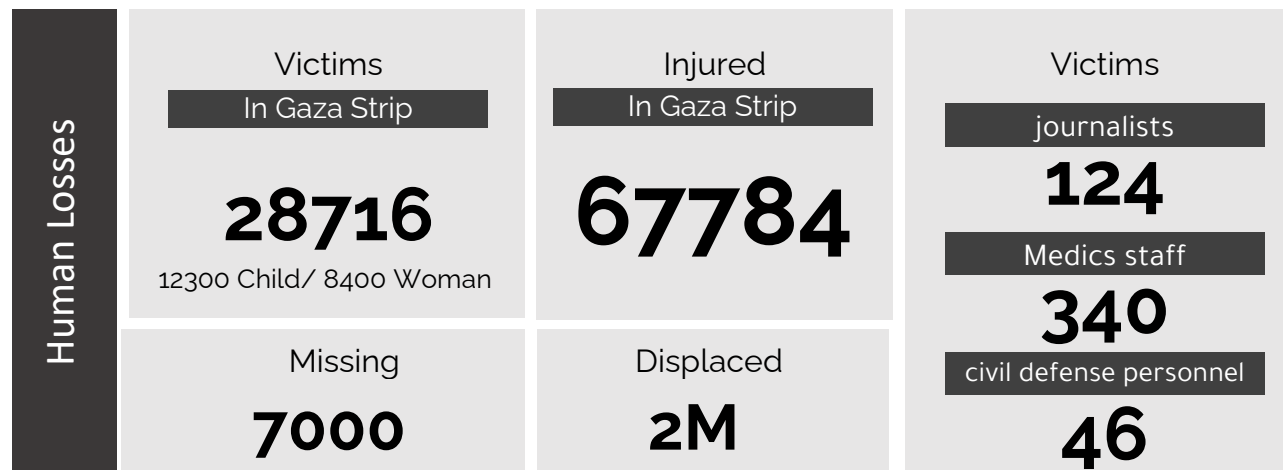 Human Losses
Victims
In Gaza Strip
28716
12300 Child/ 8400 Woman
Injured
In Gaza Strip
67784
Victims
journalists
124
Medics staff
340
civil defense personnel
46
Missing
7000
Displaced
2M